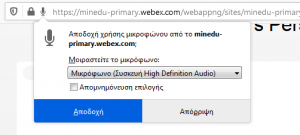 https://minedu-primary.webex.com/webappng/sites/minedu-primary
Αποδοχή χρήσης μικροφώνου από το minedu-primary.webex.com;
Μοιραστείτε το μικρόφωνο:
Μικρόφωνο (Συσκευή High Definition Audio)
Απομνημόνευση επιλογής
Αποδοχή
Απόρριψη